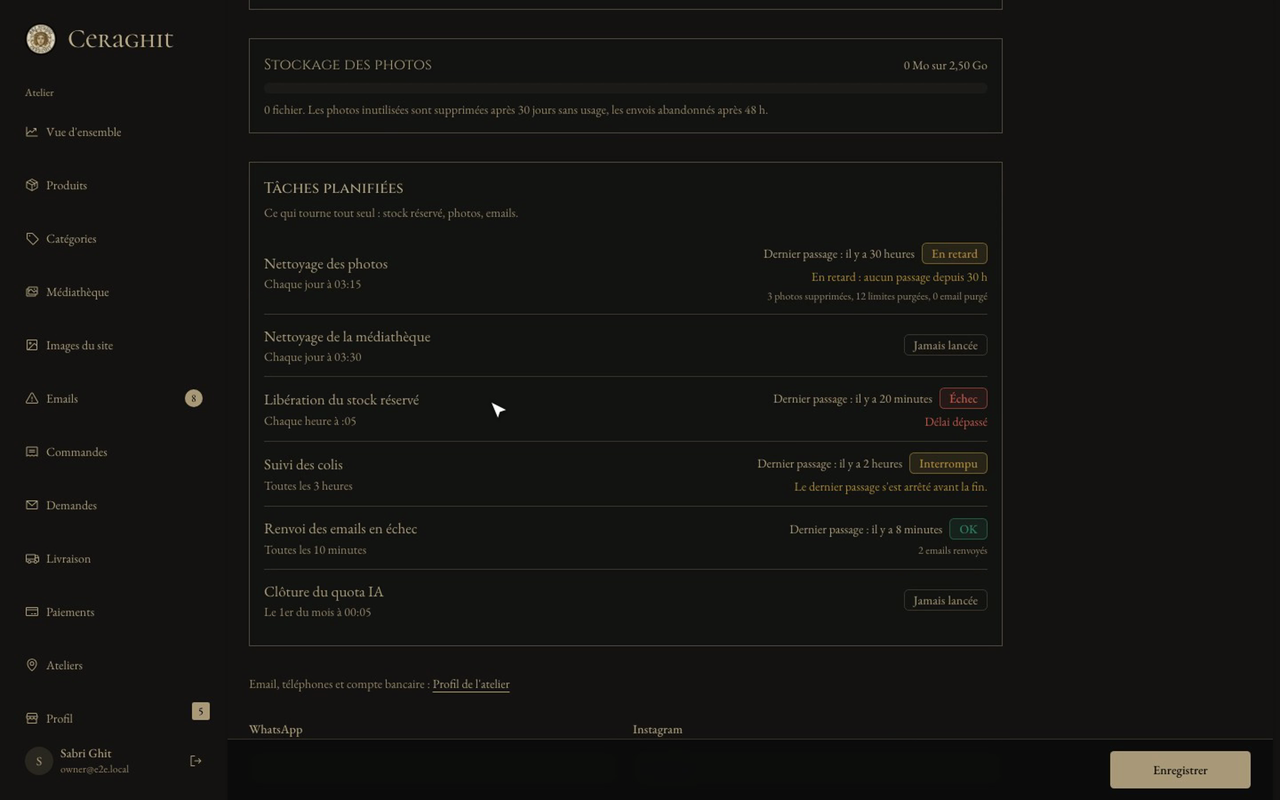 Ceraghit
Atelier
Vue d'ensemble
Produits
Catégories
Médiathèque
Images du site
Emails 8
Commandes
Demandes
Livraison
Paiements
Ateliers
Profil 5
S Sabri Ghit
owner@e2e.local
Stockage des photos 0 Mo sur 2,50 Go
0 fichier. Les photos inutilisées sont supprimées après 30 jours sans usage, les envois abandonnés après 48 h.
Tâches planifiées
Ce qui tourne tout seul : stock réservé, photos, emails.
Nettoyage des photos
Chaque jour à 03:15
Dernier passage : il y a 30 heures En retard
En retard : aucun passage depuis 30 h
3 photos supprimées, 12 limites purgées, 0 email purgé
Nettoyage de la médiathèque
Chaque jour à 03:30
Jamais lancée
Libération du stock réservé
Chaque heure à :05
Dernier passage : il y a 20 minutes Échec
Délai dépassé
Suivi des colis
Toutes les 3 heures
Dernier passage : il y a 2 heures Interrompu
Le dernier passage s'est arrêté avant la fin.
Renvoi des emails en échec
Toutes les 10 minutes
Dernier passage : il y a 8 minutes OK
2 emails renvoyés
Clôture du quota IA
Le 1er du mois à 00:05
Jamais lancée
Email, téléphones et compte bancaire : Profil de l'atelier
WhatsApp Instagram
Enregistrer